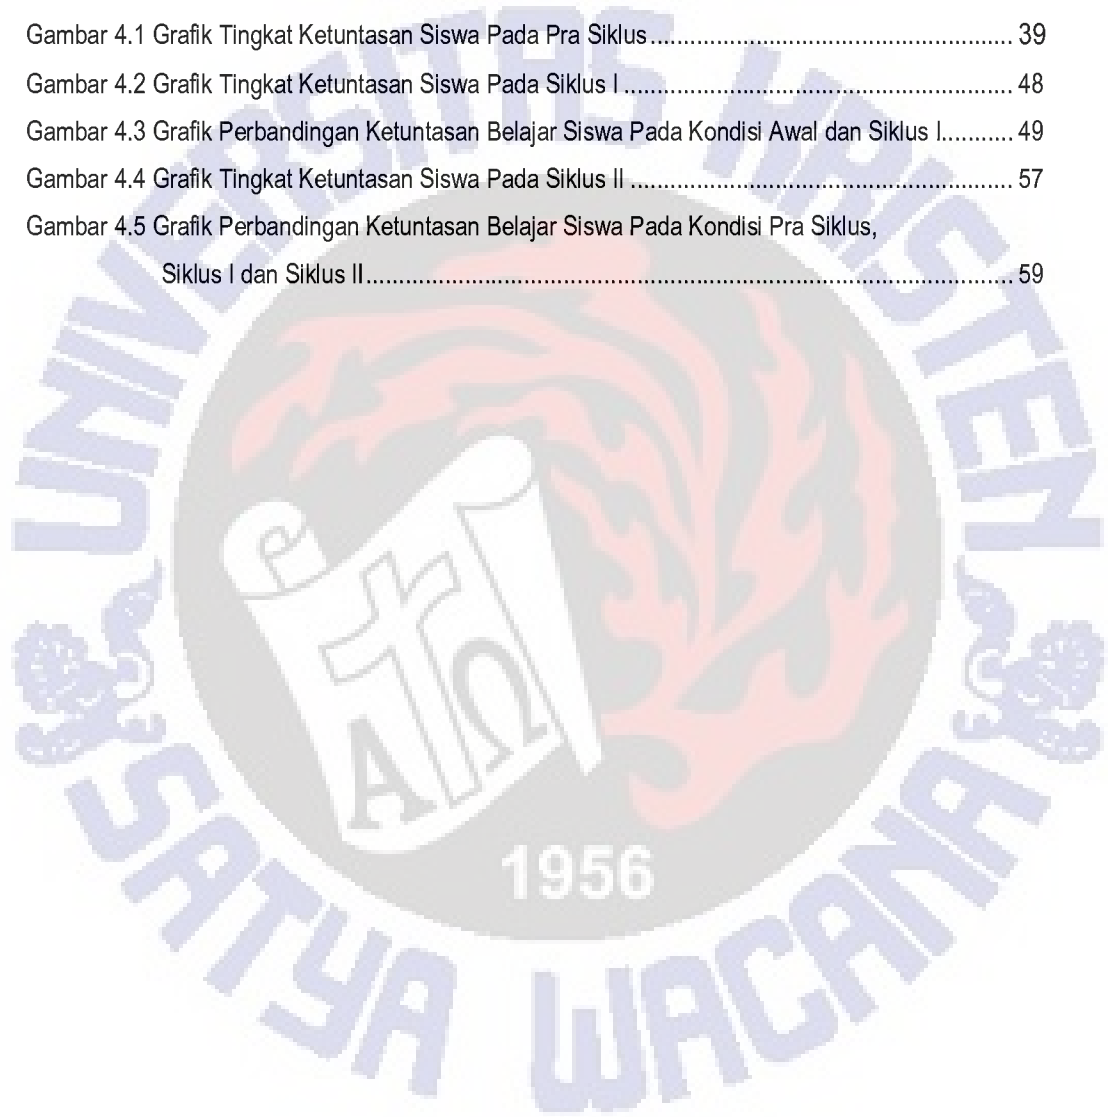 Gambar 4.1 Grafik Tingkat Ketuntasan Siswa Pada Pra Siklus....................................................... 39
Gambar 4.2 Grafik Tingkat Ketuntasan Siswa Pada Siklus I .......................................................... 48
Gambar 4.3 Grafik Perbandingan Ketuntasan Belajar Siswa Pada Kondisi Awal dan Siklus I........... 49
Gambar 4.4 Grafik Tingkat Ketuntasan Siswa Pada Siklus II ......................................................... 57
Gambar 4.5 Grafik Perbandingan Ketuntasan Belajar Siswa Pada Kondisi Pra Siklus,
Siklus I dan Siklus II.................................................................................................. 59
UNIVERSITAS KRISTEN
Α Ω
1956
SATYA WACANA